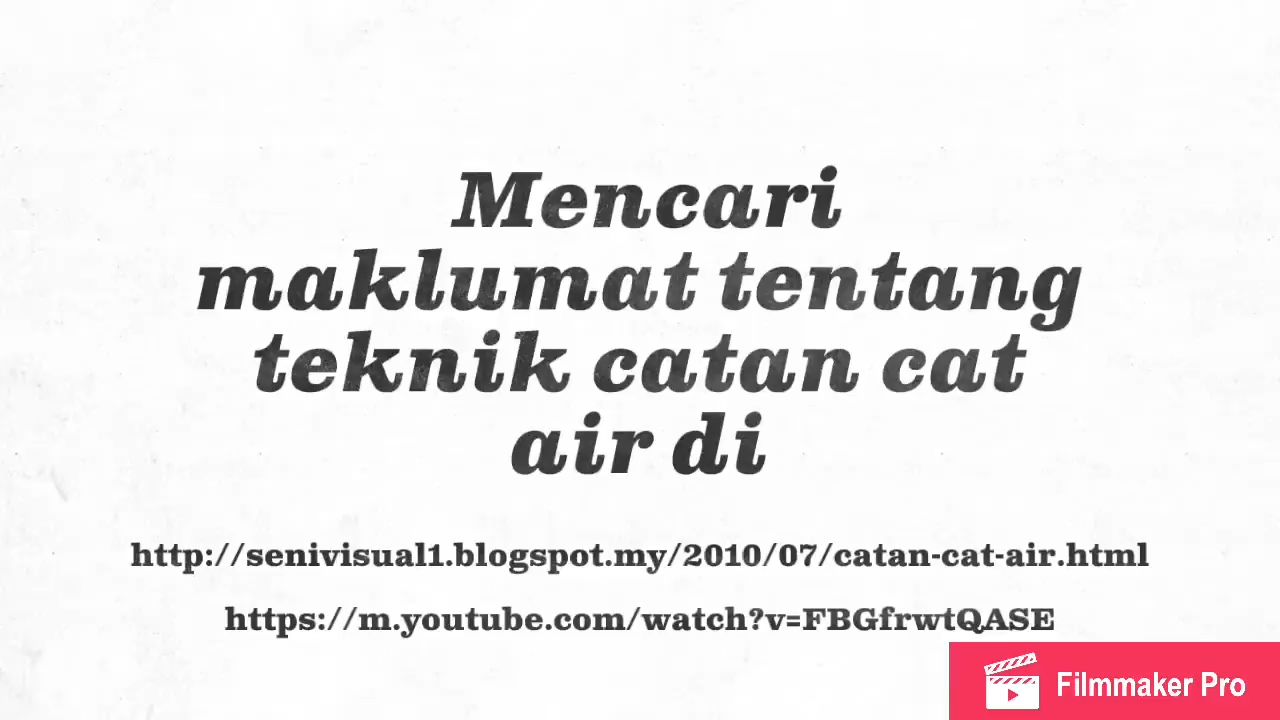 Mencari
maklumat tentang
teknik catan cat
air di
http://senivisual1.blogspot.my/2010/07/catan-cat-air.html
https://m.youtube.com/watch?v=FBGfrwtQASE
Filmmaker Pro